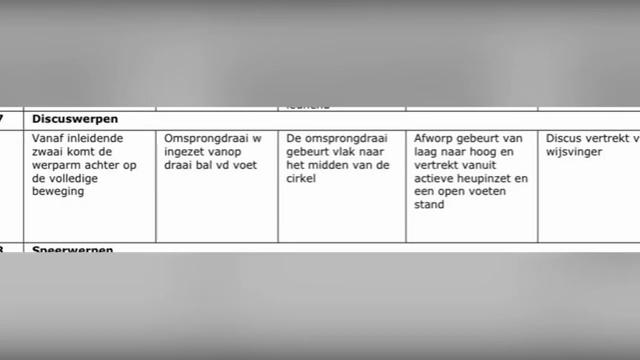 7 Discuswerpen
Vanaf inleidende
zwaai komt de
werparm achter op
de volledige
beweging
Omsprongdraai w
ingezet vanop
draai bal vd voet
De omsprongdraai
gebeurt vlak naar
het midden van de
cirkel
Afworp gebeurt van
laag naar hoog en
vertrekt vanuit
actieve heupinzet en
een open voeten
stand
Discus vertrekt v
wijsvinger
Speerwerpen